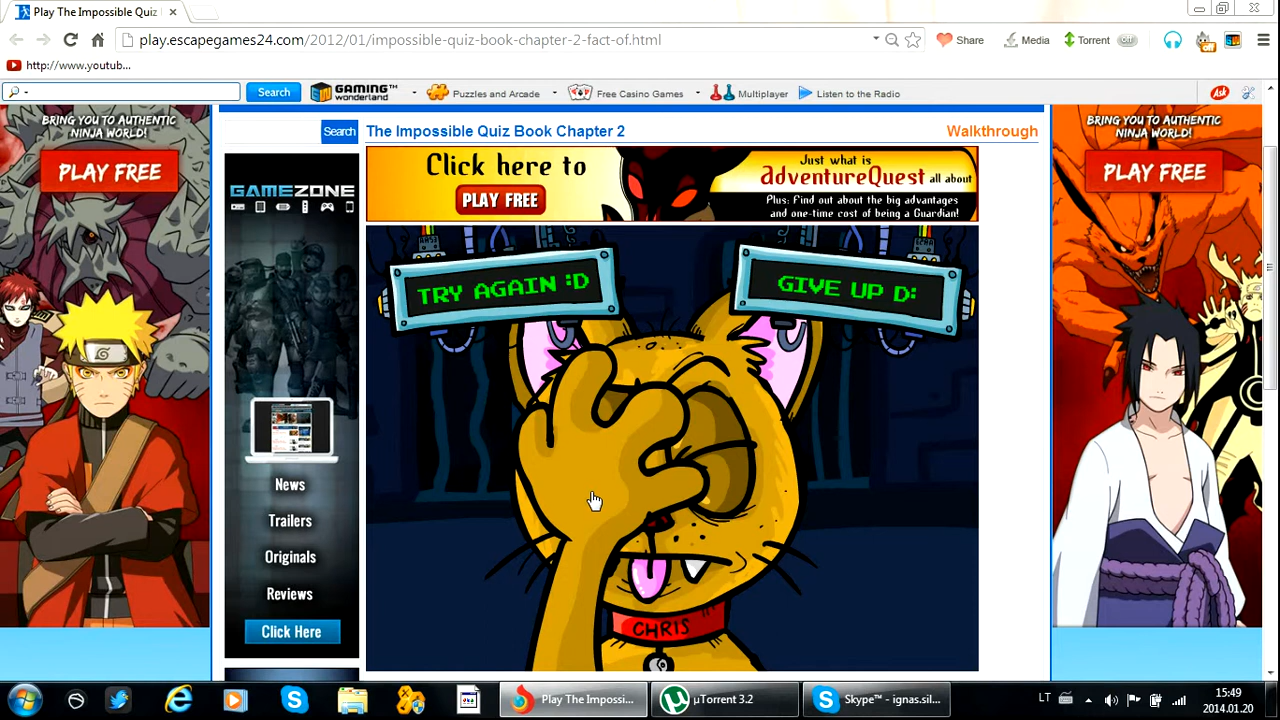 Play The Impossible Quiz
play.escapegames24.com/2012/01/impossible-quiz-book-chapter-2-fact-of.html
Share
Media
Torrent
off
off
http://www.youtub...
Search
GAMING™
wonderland
Puzzles and Arcade
Free Casino Games
Multiplayer
Listen to the Radio
Ask
BRING YOU TO AUTHENTIC
NINJA WORLD!
PLAY FREE
Search
The Impossible Quiz Book Chapter 2
Walkthrough
BRING YOU TO AUTHENTIC
NINJA WORLD!
PLAY FREE
Click here to
PLAY FREE
Just what is
AdventureQuest all about
Plus: Find out about the big advantages
and one-time cost of being a Guardian!
GAMEZONE
TRY AGAIN :D
GIVE UP D:
News
Trailers
Originals
Reviews
Click Here
CHRIS
Play The Impossi...
µTorrent 3.2
Skype™ - ignas.sil...
LT
15:49
2014.01.20